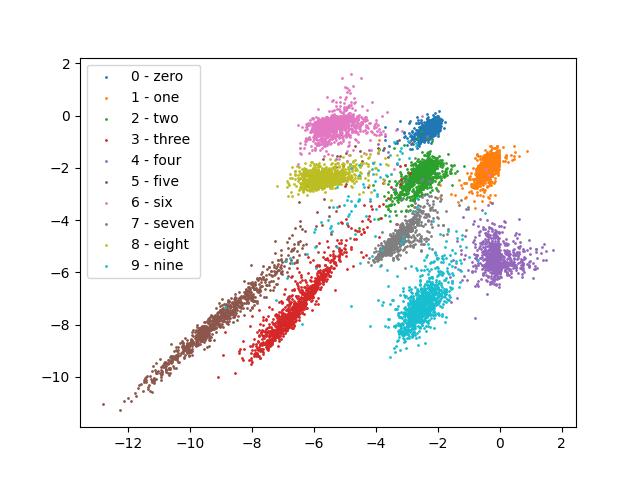 2
0
−2
−4
−6
−8
−10
0 - zero
1 - one
2 - two
3 - three
4 - four
5 - five
6 - six
7 - seven
8 - eight
9 - nine
−12 −10 −8 −6 −4 −2 0 2